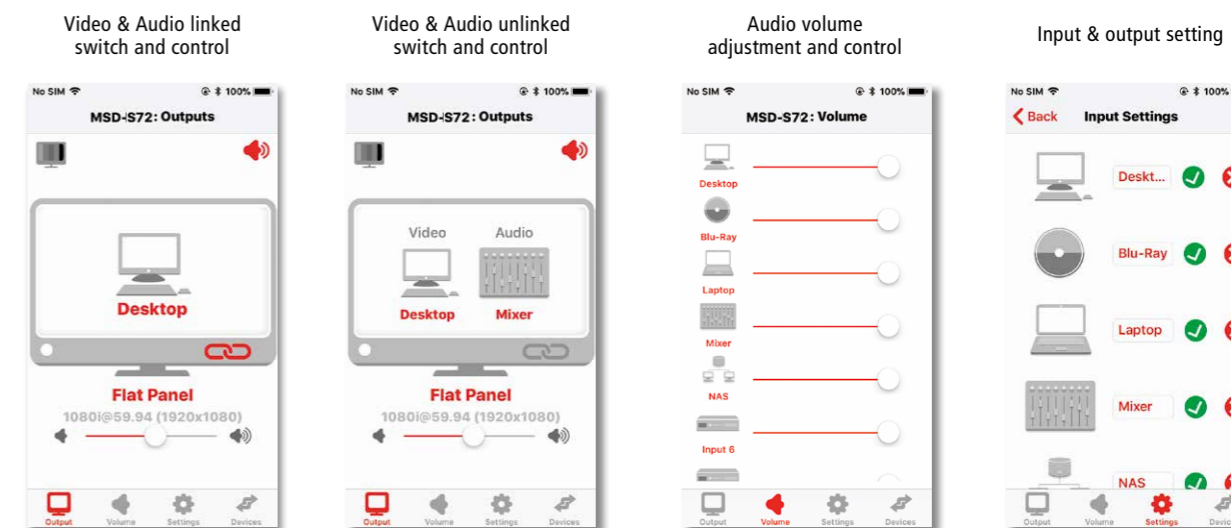 Video & Audio linked
switch and control
No SIM 100%
MSD-S72: Outputs
Desktop
Flat Panel
1080i@59.94 (1920x1080)
Output Volume Settings Devices
Video & Audio unlinked
switch and control
No SIM 100%
MSD-S72: Outputs
Video Audio
Desktop Mixer
Flat Panel
1080i@59.94 (1920x1080)
Output Volume Settings Devices
Audio volume
adjustment and control
No SIM 100%
MSD-S72: Volume
Desktop
Blu-Ray
Laptop
Mixer
NAS
Input 6
Output Volume Settings Devices
Input & output setting
No SIM 100%
Back Input Settings
Deskt...
Blu-Ray
Laptop
Mixer
NAS
Output Volume Settings